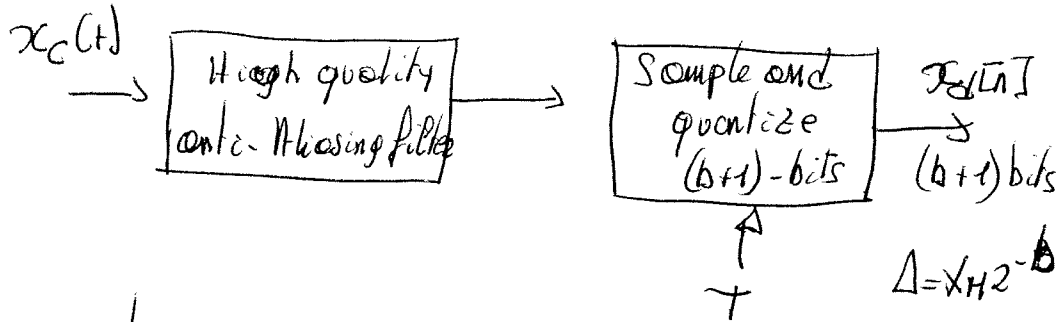 x_c(t)
High quality
anti-Aliasing filter
Sample and
quantize
(b+1)-bits
x_d[n]
(b+1) bits
Δ=X_M 2^-b
T